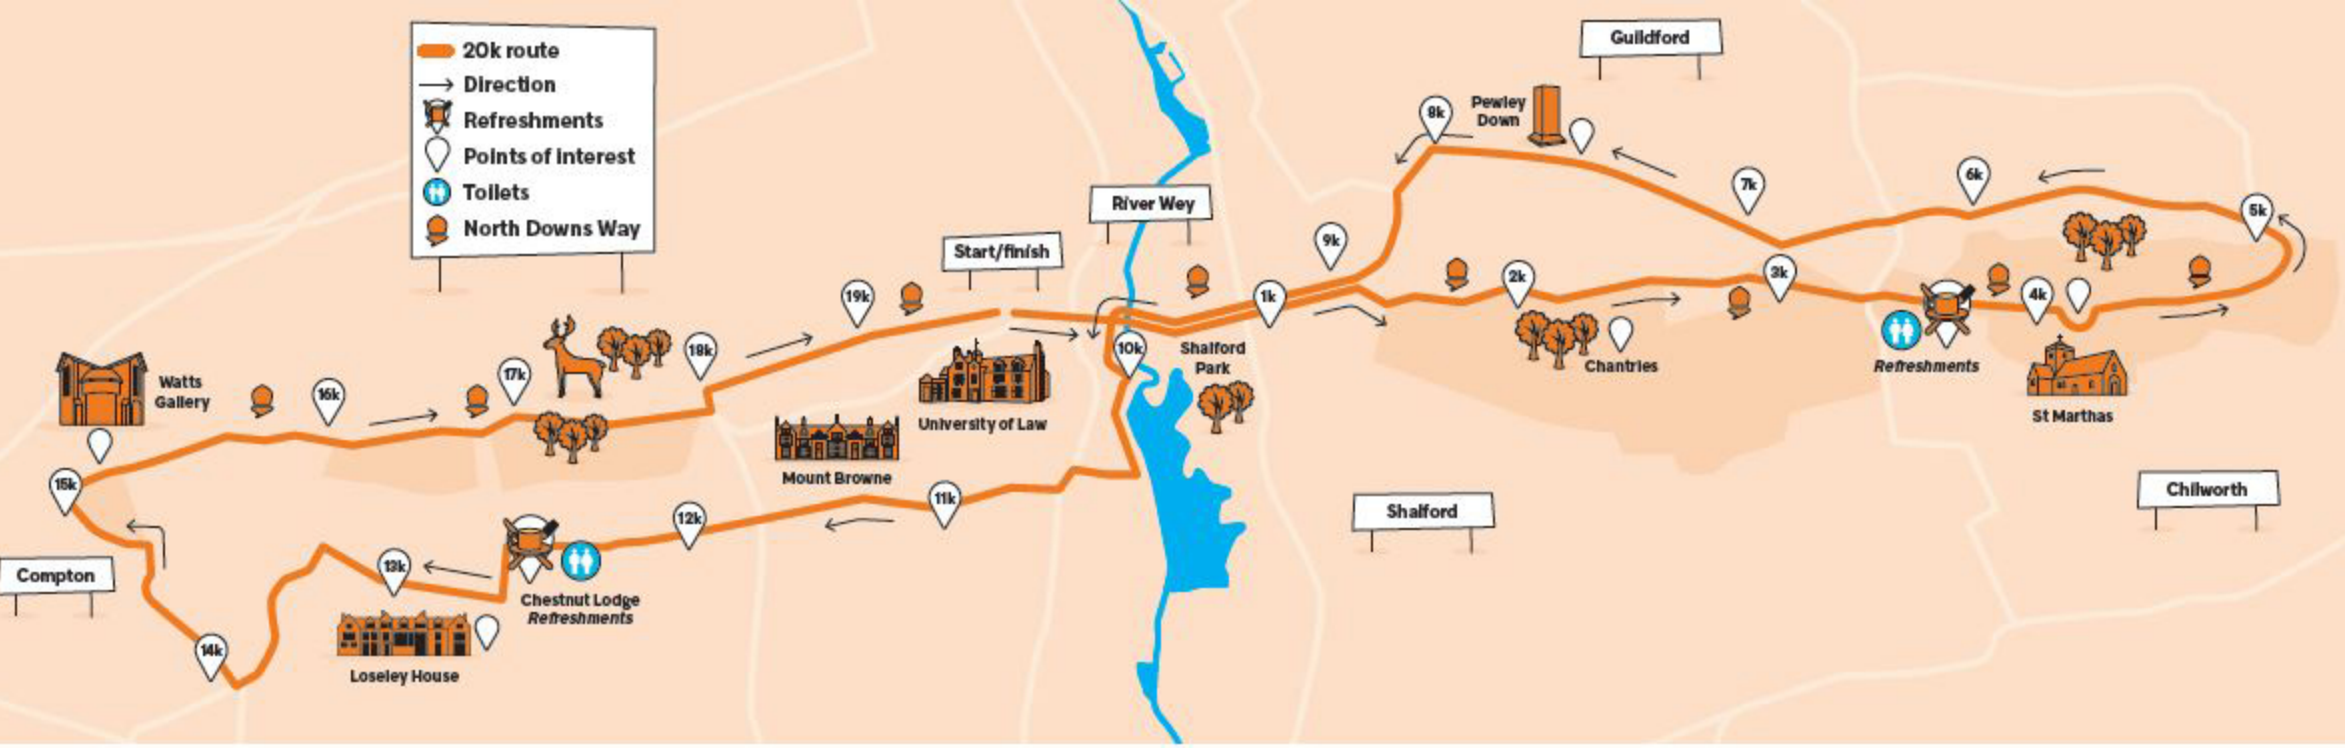 20k route
Direction
Refreshments
Points of interest
Toilets
North Downs Way
Guildford
Pewley
Down
8k
7k
6k
5k
River Wey
Start/finish
9k
1k
2k
3k
4k
19k
18k
17k
16k
15k
10k
Shalford
Park
Chantries
Refreshments
St Marthas
Watts
Gallery
University of Law
Mount Browne
11k
12k
13k
14k
Chestnut Lodge
Refreshments
Loseley House
Compton
Shalford
Chilworth